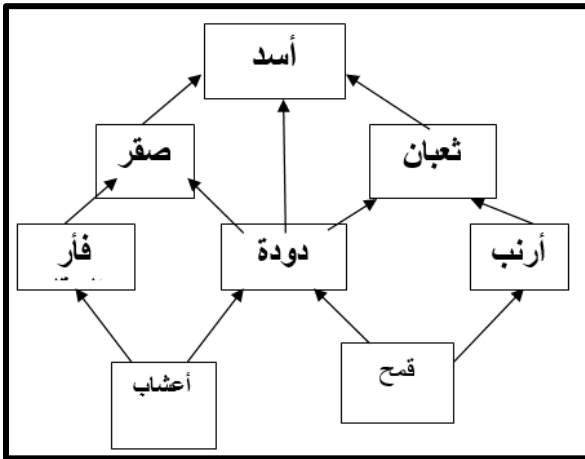 أسد
ثعبان
صقر
أرنب
دودة
فأر
قمح
أعشاب